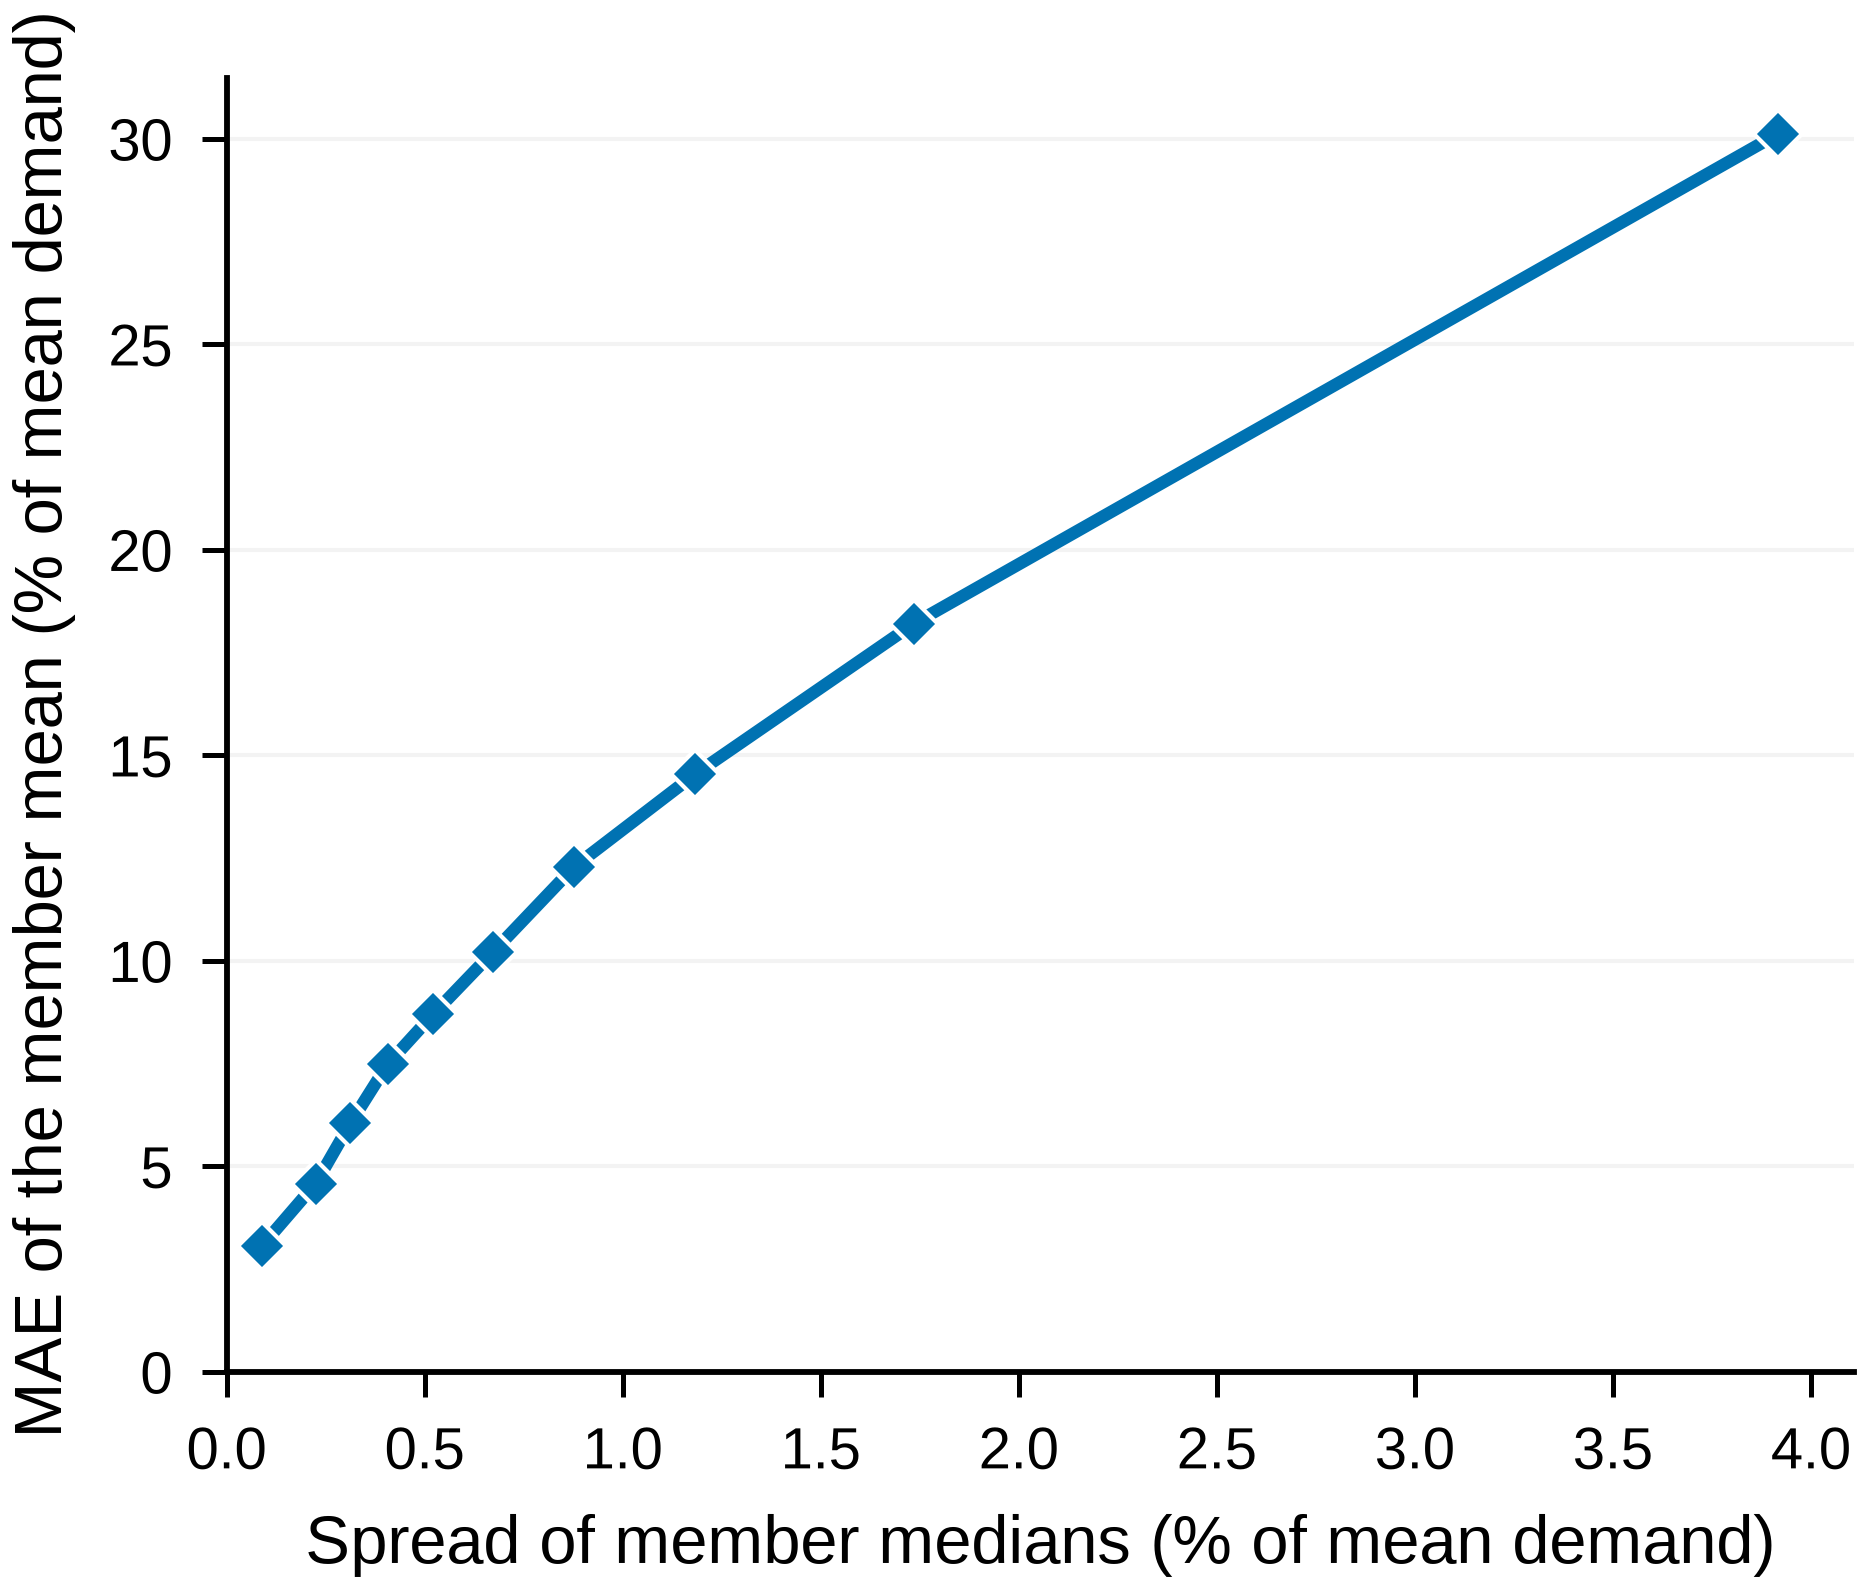 MAE of the member mean (% of mean demand)
30
25
20
15
10
5
0
0.0 0.5 1.0 1.5 2.0 2.5 3.0 3.5 4.0
Spread of member medians (% of mean demand)